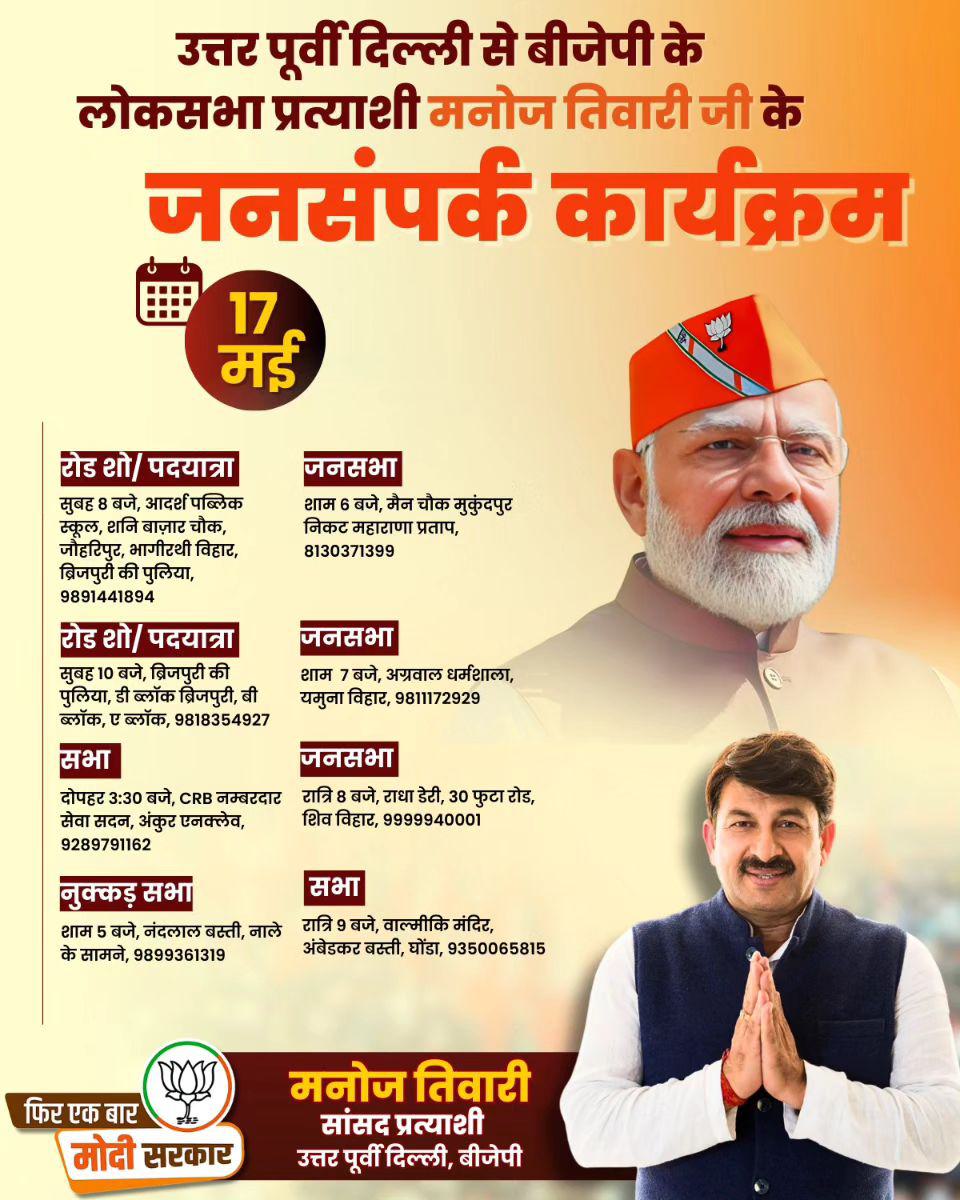 उत्तर पूर्वी दिल्ली से बीजेपी के
लोकसभा प्रत्याशी मनोज तिवारी जी के
जनसंपर्क कार्यक्रम
17
मई
रोड शो/ पदयात्रा
सुबह 8 बजे, आदर्श पब्लिक
स्कूल, शनि बाज़ार चौक,
जौहरिपुर, भागीरथी विहार,
ब्रिजपुरी की पुलिया,
9891441894
रोड शो/ पदयात्रा
सुबह 10 बजे, ब्रिजपुरी की
पुलिया, डी ब्लॉक ब्रिजपुरी, बी
ब्लॉक, ए ब्लॉक, 9818354927
सभा
दोपहर 3:30 बजे, CRB नम्बरदार
सेवा सदन, अंकुर एनक्लेव,
9289791162
नुक्कड़ सभा
शाम 5 बजे, नंदलाल बस्ती, नाले
के सामने, 9899361319
जनसभा
शाम 6 बजे, मैन चौक मुकुंदपुर
निकट महाराणा प्रताप,
8130371399
जनसभा
शाम 7 बजे, अग्रवाल धर्मशाला,
यमुना विहार, 9811172929
जनसभा
रात्रि 8 बजे, राधा डेरी, 30 फुटा रोड,
शिव विहार, 9999940001
सभा
रात्रि 9 बजे, वाल्मीकि मंदिर,
अंबेडकर बस्ती, घोंडा, 9350065815
फिर एक बार
मोदी सरकार
मनोज तिवारी
सांसद प्रत्याशी
उत्तर पूर्वी दिल्ली, बीजेपी